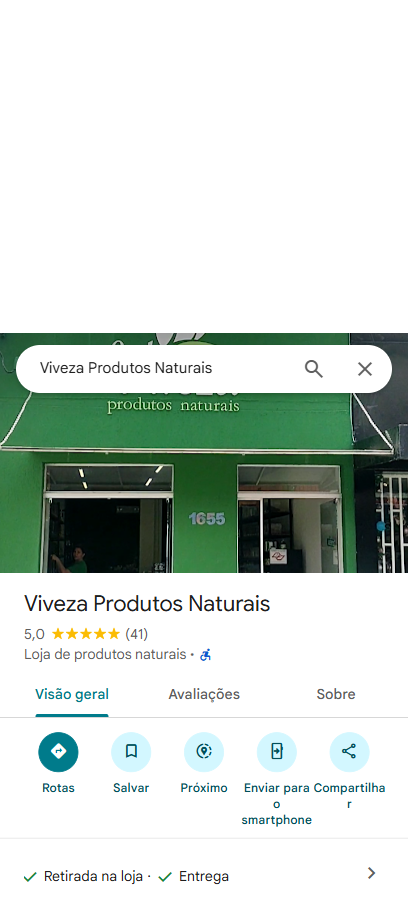 Viveza Produtos Naturais
produtos naturais
1655
Viveza Produtos Naturais
5,0 (41)
Loja de produtos naturais ·
Visão geral Avaliações Sobre
Rotas Salvar Próximo Enviar para Compartilha
o r
smartphone
Retirada na loja · Entrega